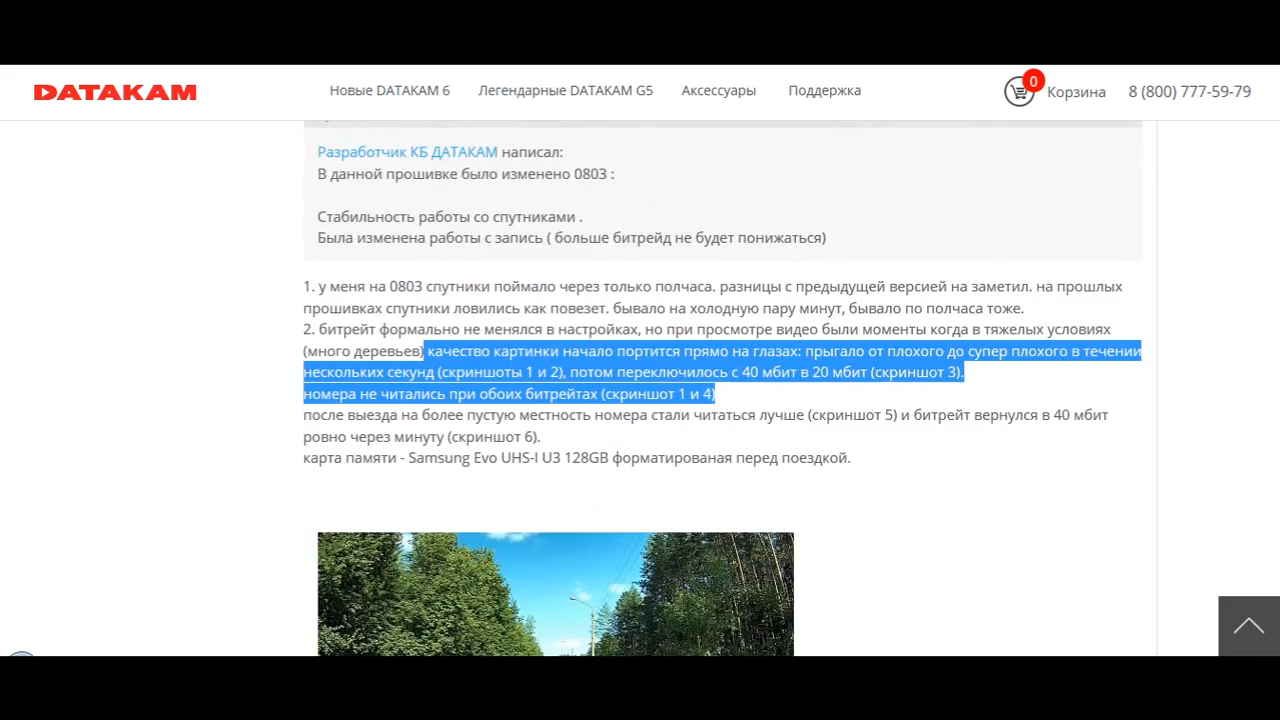 DATAKAM
Новые DATAKAM 6
Легендарные DATAKAM G5
Аксессуары
Поддержка
0
Корзина
8 (800) 777-59-79
Разработчик КБ ДАТАКАМ написал:
В данной прошивке было изменено 0803 :
Стабильность работы со спутниками .
Была изменена работы с запись ( больше битрейд не будет понижаться)
1. у меня на 0803 спутники поймало через только полчаса. разницы с предыдущей версией на заметил. на прошлых
прошивках спутники ловились как повезет. бывало на холодную пару минут, бывало по полчаса тоже.
2. битрейт формально не менялся в настройках, но при просмотре видео были моменты когда в тяжелых условиях
(много деревьев) качество картинки начало портится прямо на глазах: прыгало от плохого до супер плохого в течении
нескольких секунд (скриншоты 1 и 2), потом переключилось с 40 мбит в 20 мбит (скриншот 3).
номера не читались при обоих битрейтах (скриншот 1 и 4)
после выезда на более пустую местность номера стали читаться лучше (скриншот 5) и битрейт вернулся в 40 мбит
ровно через минуту (скриншот 6).
карта памяти - Samsung Evo UHS-I U3 128GB форматированая перед поездкой.